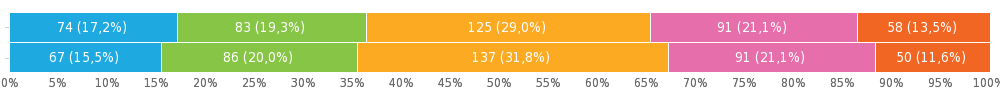 74 (17,2%) 83 (19,3%) 125 (29,0%) 91 (21,1%) 58 (13,5%)
67 (15,5%) 86 (20,0%) 137 (31,8%) 91 (21,1%) 50 (11,6%)
0% 5% 10% 15% 20% 25% 30% 35% 40% 45% 50% 55% 60% 65% 70% 75% 80% 85% 90% 95% 100%